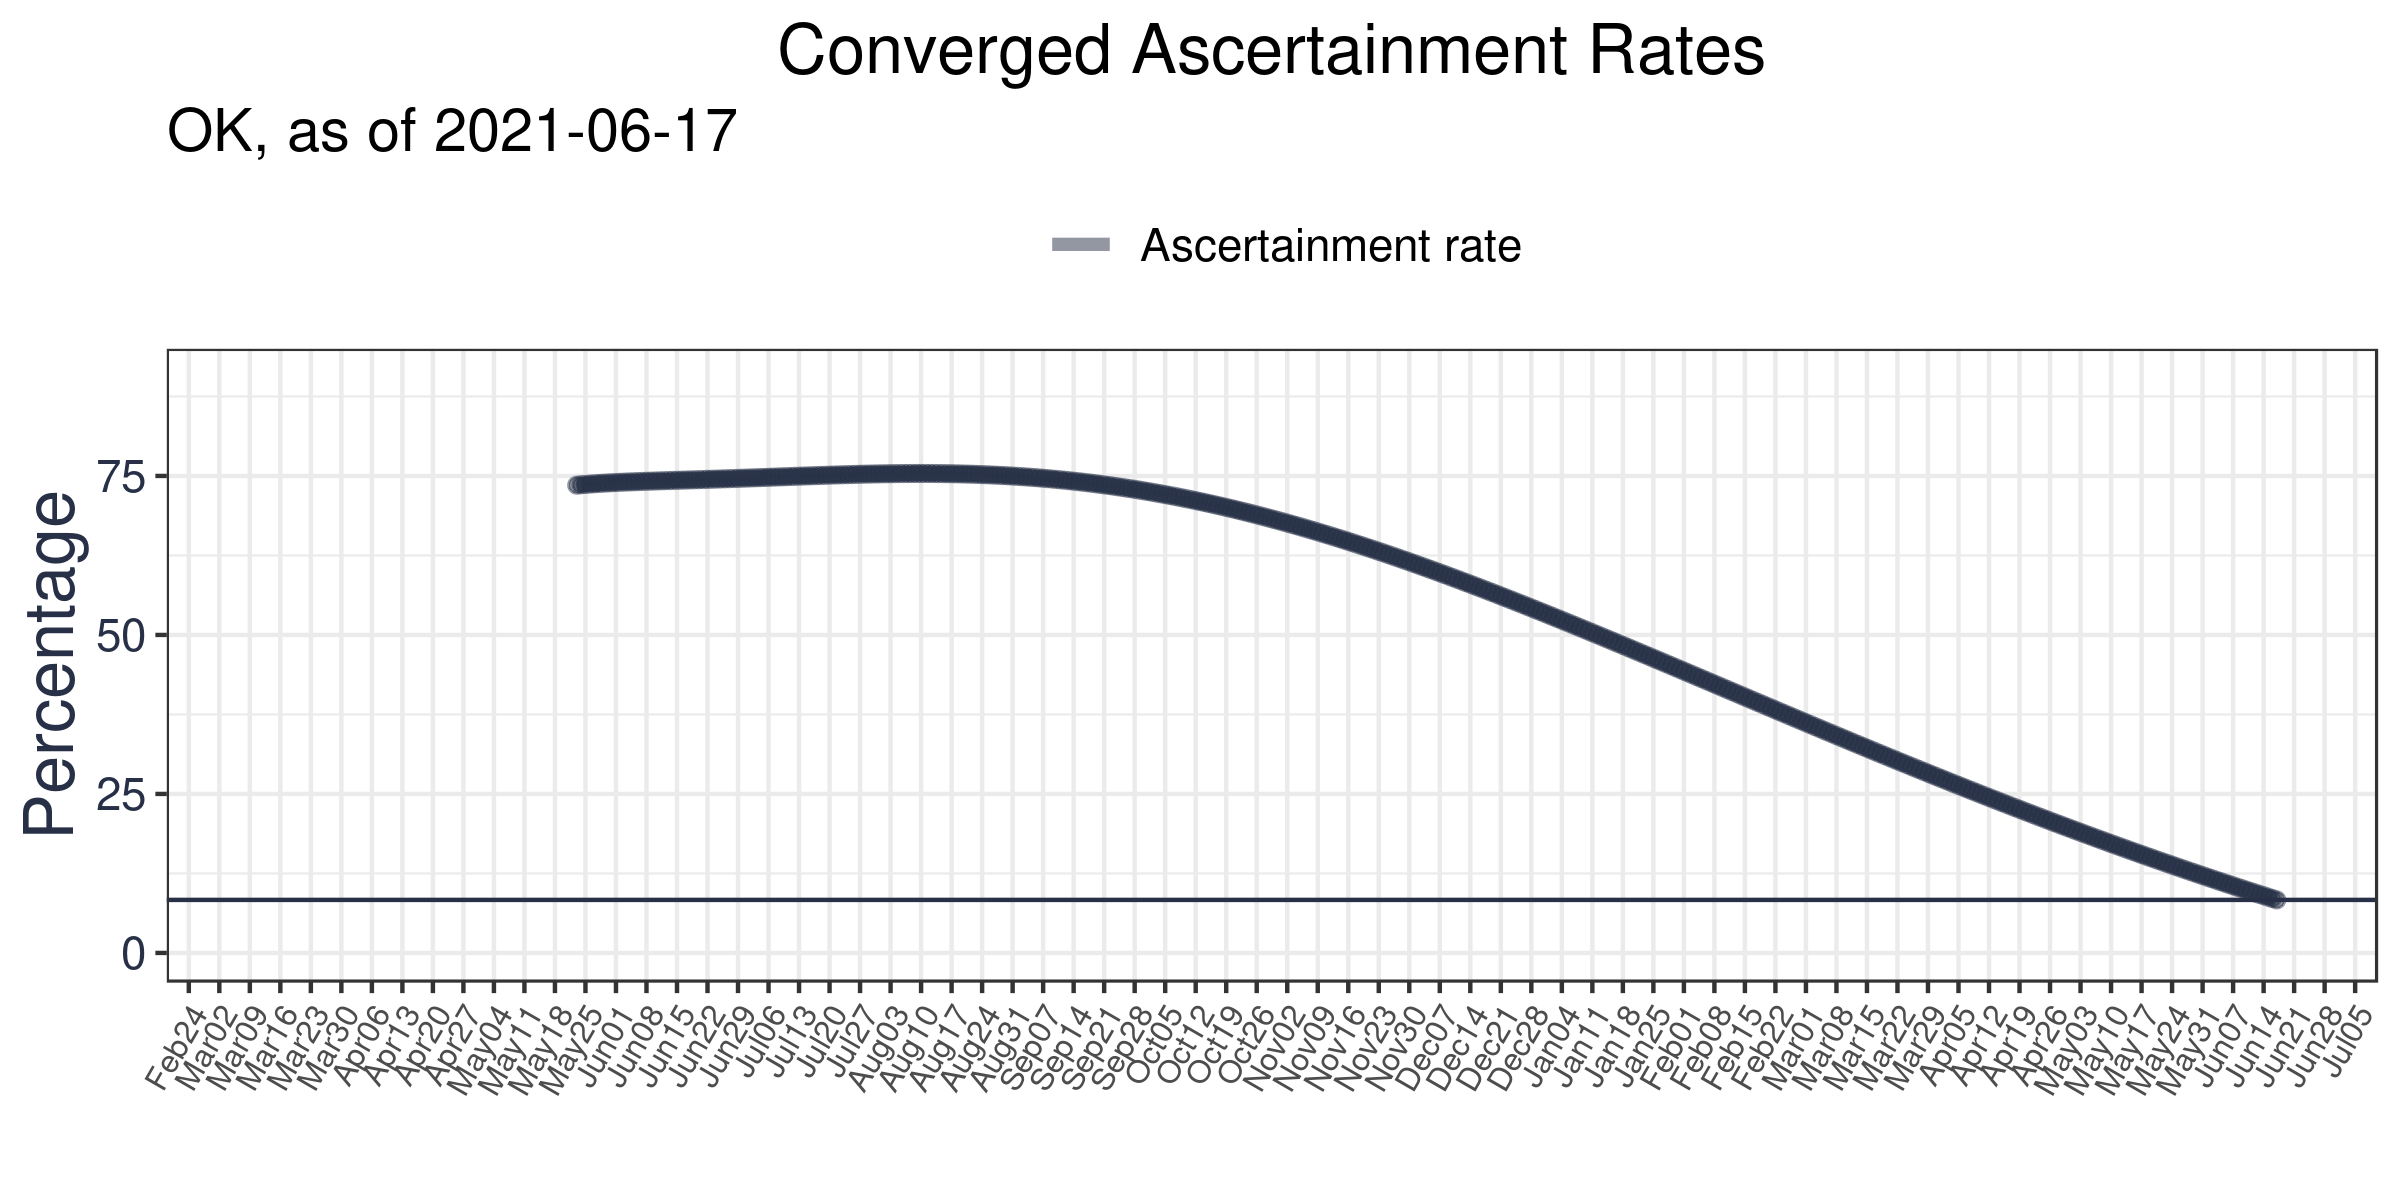 Converged Ascertainment Rates
OK, as of 2021-06-17
Ascertainment rate
Percentage
75
50
25
0
Feb24
Mar02
Mar09
Mar16
Mar23
Mar30
Apr06
Apr13
Apr20
Apr27
May04
May11
May18
May25
Jun01
Jun08
Jun15
Jun22
Jun29
Jul06
Jul13
Jul20
Jul27
Aug03
Aug10
Aug17
Aug24
Aug31
Sep07
Sep14
Sep21
Sep28
Oct05
Oct12
Oct19
Oct26
Nov02
Nov09
Nov16
Nov23
Nov30
Dec07
Dec14
Dec21
Dec28
Jan04
Jan11
Jan18
Jan25
Feb01
Feb08
Feb15
Feb22
Mar01
Mar08
Mar15
Mar22
Mar29
Apr05
Apr12
Apr19
Apr26
May03
May10
May17
May24
May31
Jun07
Jun14
Jun21
Jun28
Jul05